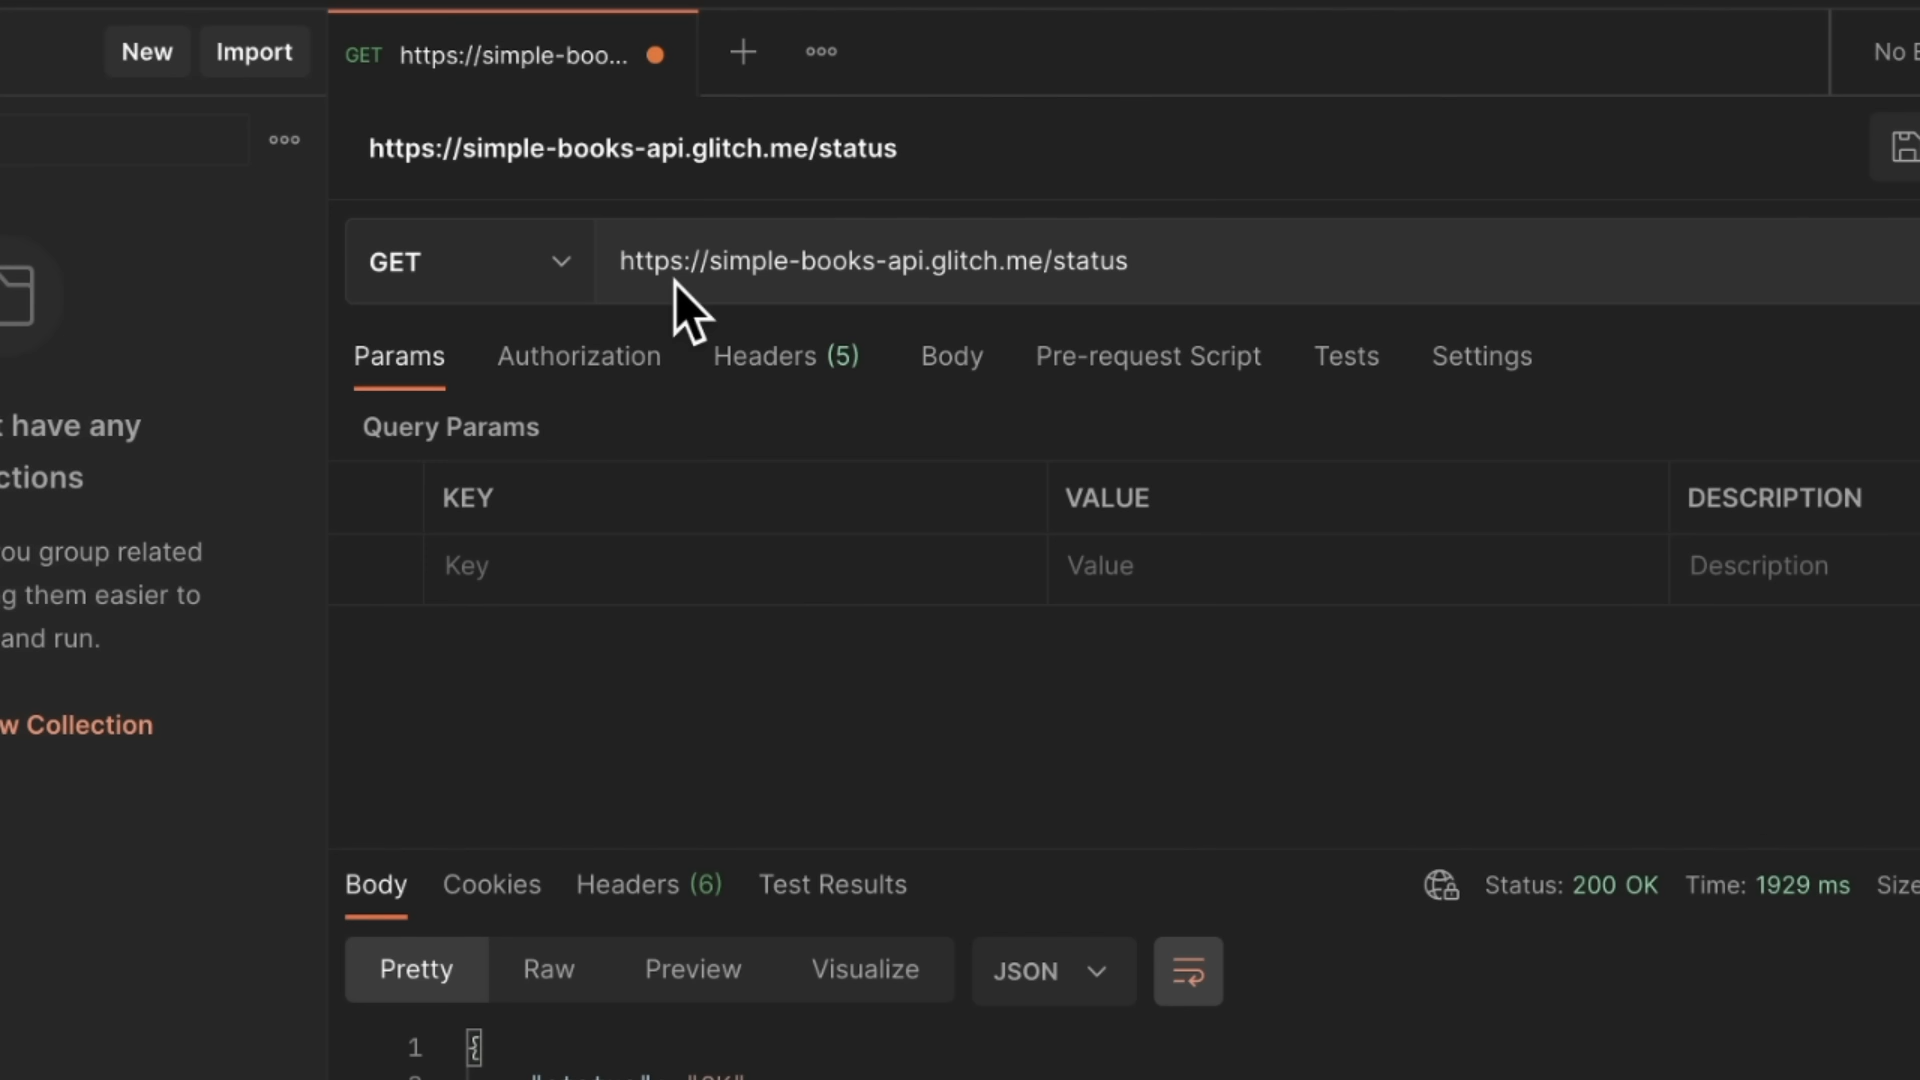 New Import GET https://simple-boo... No
https://simple-books-api.glitch.me/status
GET https://simple-books-api.glitch.me/status
Params Authorization Headers (5) Body Pre-request Script Tests Settings
have any
Query Params
ctions
KEY VALUE DESCRIPTION
ou group related
Key Value Description
g them easier to
and run.
w Collection
Body Cookies Headers (6) Test Results Status: 200 OK Time: 1929 ms Size
Pretty Raw Preview Visualize JSON
1 {